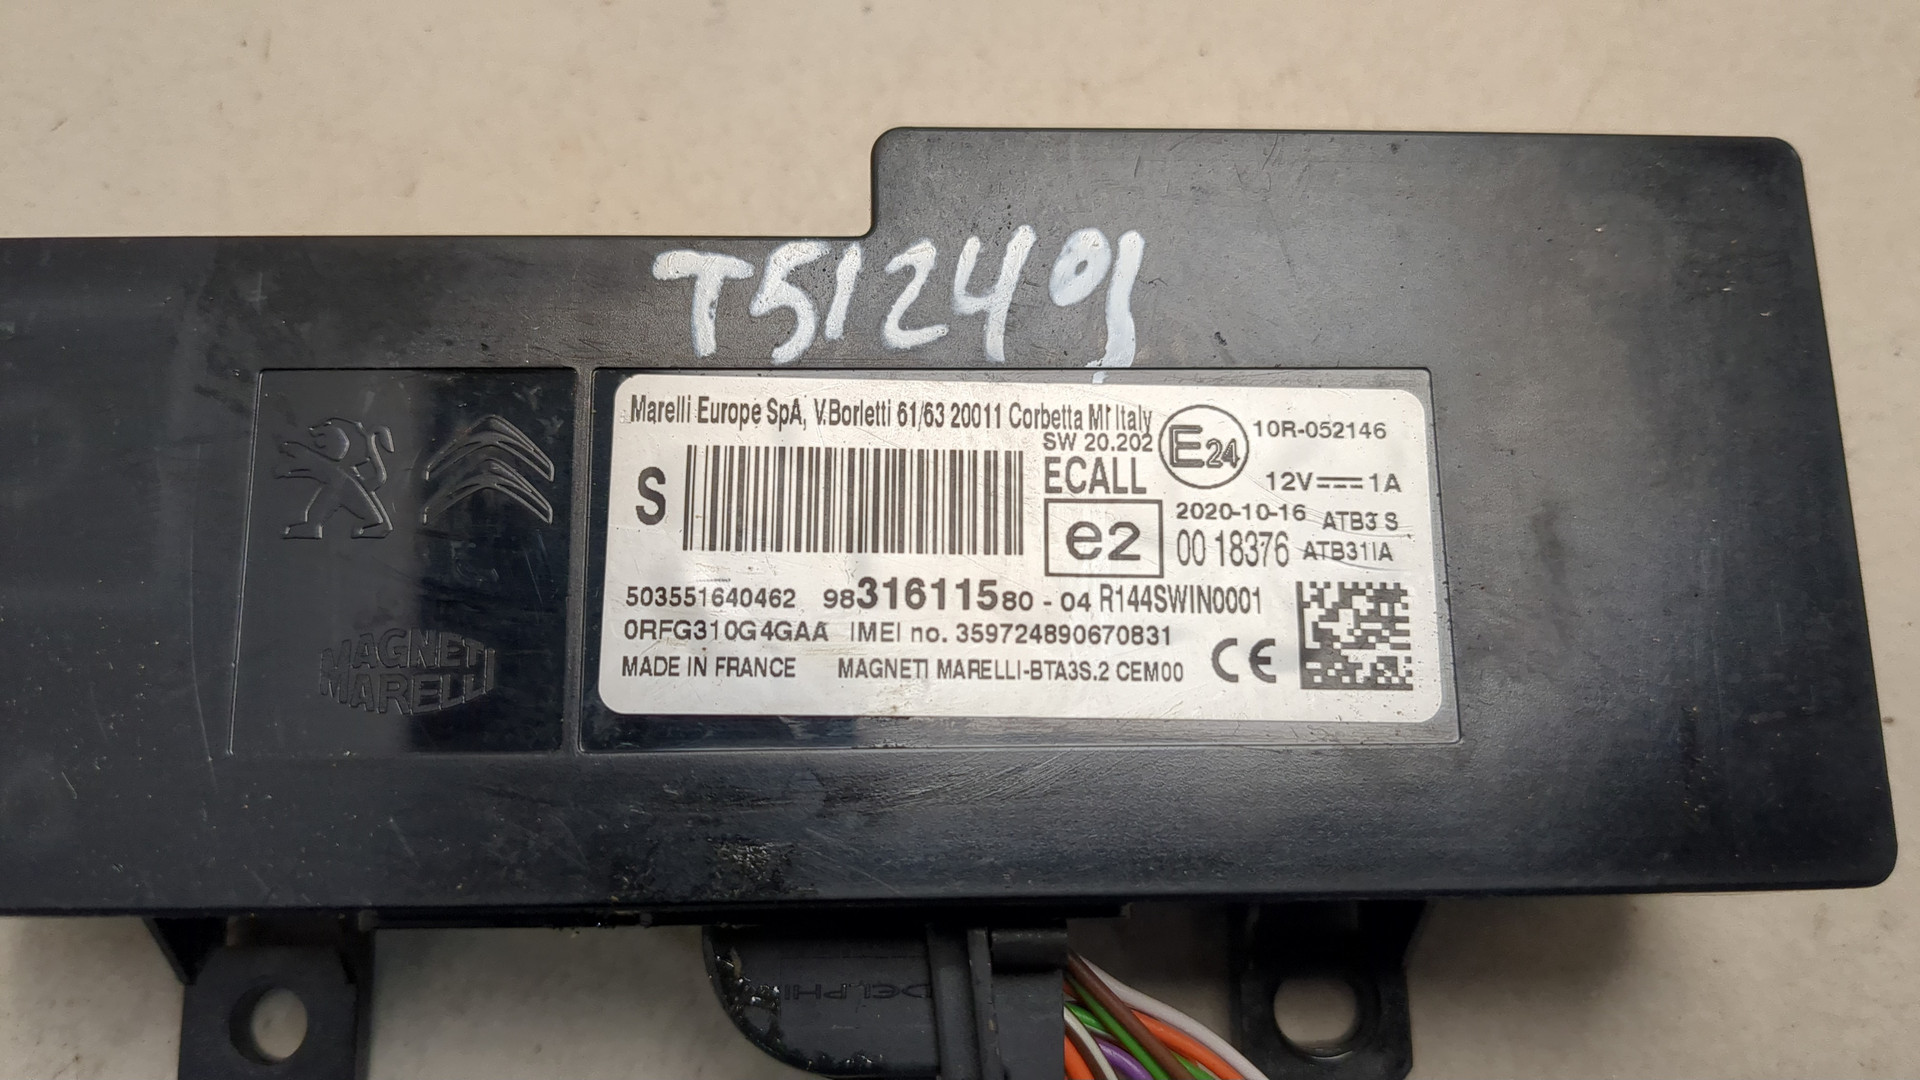 T512409
Marelli Europe SpA, V.Borletti 61/63 20011 Corbetta MI Italy
SW 20.202
ECALL
E24
10R-052146
12V 1A
S
e2
2020-10-16 ATB3 S
00 18376 ATB31IA
503551640462 9831611580 - 04 R144SWIN0001
0RFG310G4GAA IMEI no. 359724890670831
MADE IN FRANCE MAGNETI MARELLI-BTA3S.2 CEM00
CE
MAGNETI
MARELLI
DELPHI